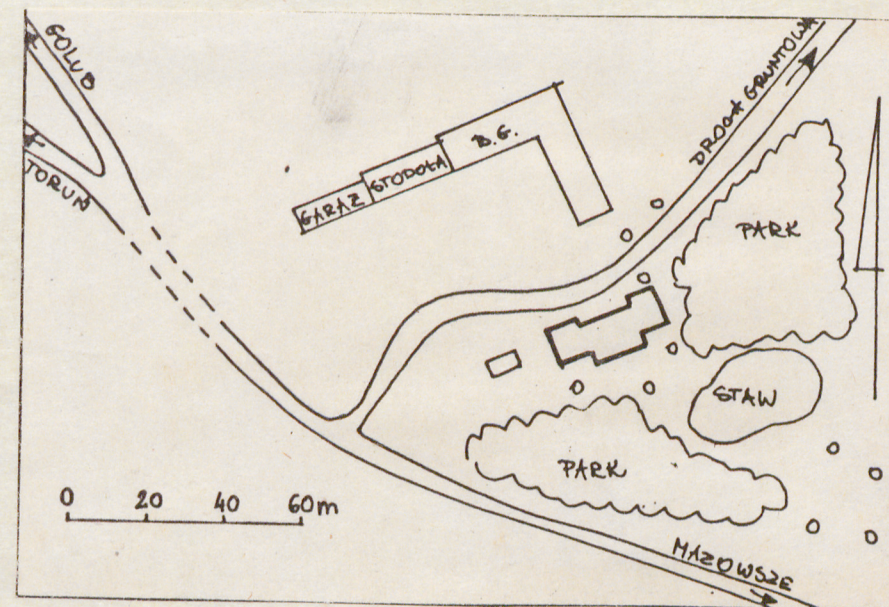 GOLUB
TORUŃ
DROGA GRUNTOWA
B.G.
STODOŁA
GARAŻ
PARK
STAW
PARK
0 20 40 60m
MAZOWSZE